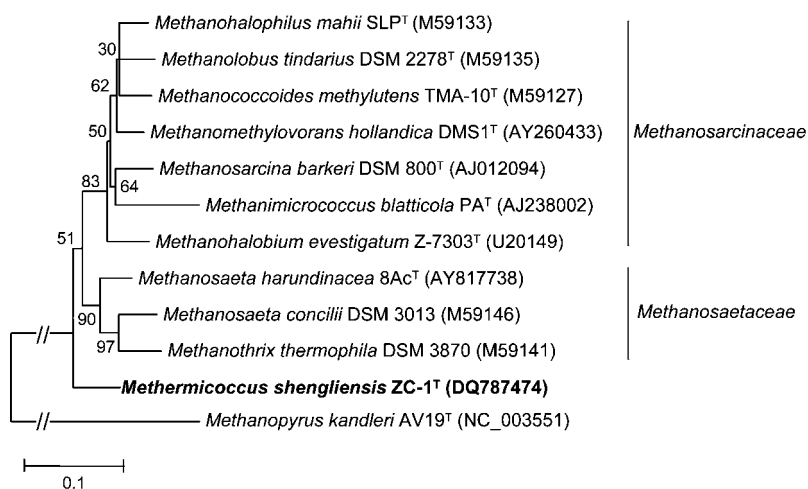 Methanohalophilus mahii SLPᵀ (M59133)
30
Methanolobus tindarius DSM 2278ᵀ (M59135)
62
Methanococcoides methylutens TMA-10ᵀ (M59127)
50
Methanomethylovorans hollandica DMS1ᵀ (AY260433)
Methanosarcinaceae
Methanosarcina barkeri DSM 800ᵀ (AJ012094)
83
64
Methanimicrococcus blatticola PAᵀ (AJ238002)
51
Methanohalobium evestigatum Z-7303ᵀ (U20149)
Methanosaeta harundinacea 8Acᵀ (AY817738)
Methanosaeta concilii DSM 3013 (M59146)
Methanosaetaceae
90
97
Methanothrix thermophila DSM 3870 (M59141)
Methermicoccus shengliensis ZC-1ᵀ (DQ787474)
Methanopyrus kandleri AV19ᵀ (NC_003551)
0.1